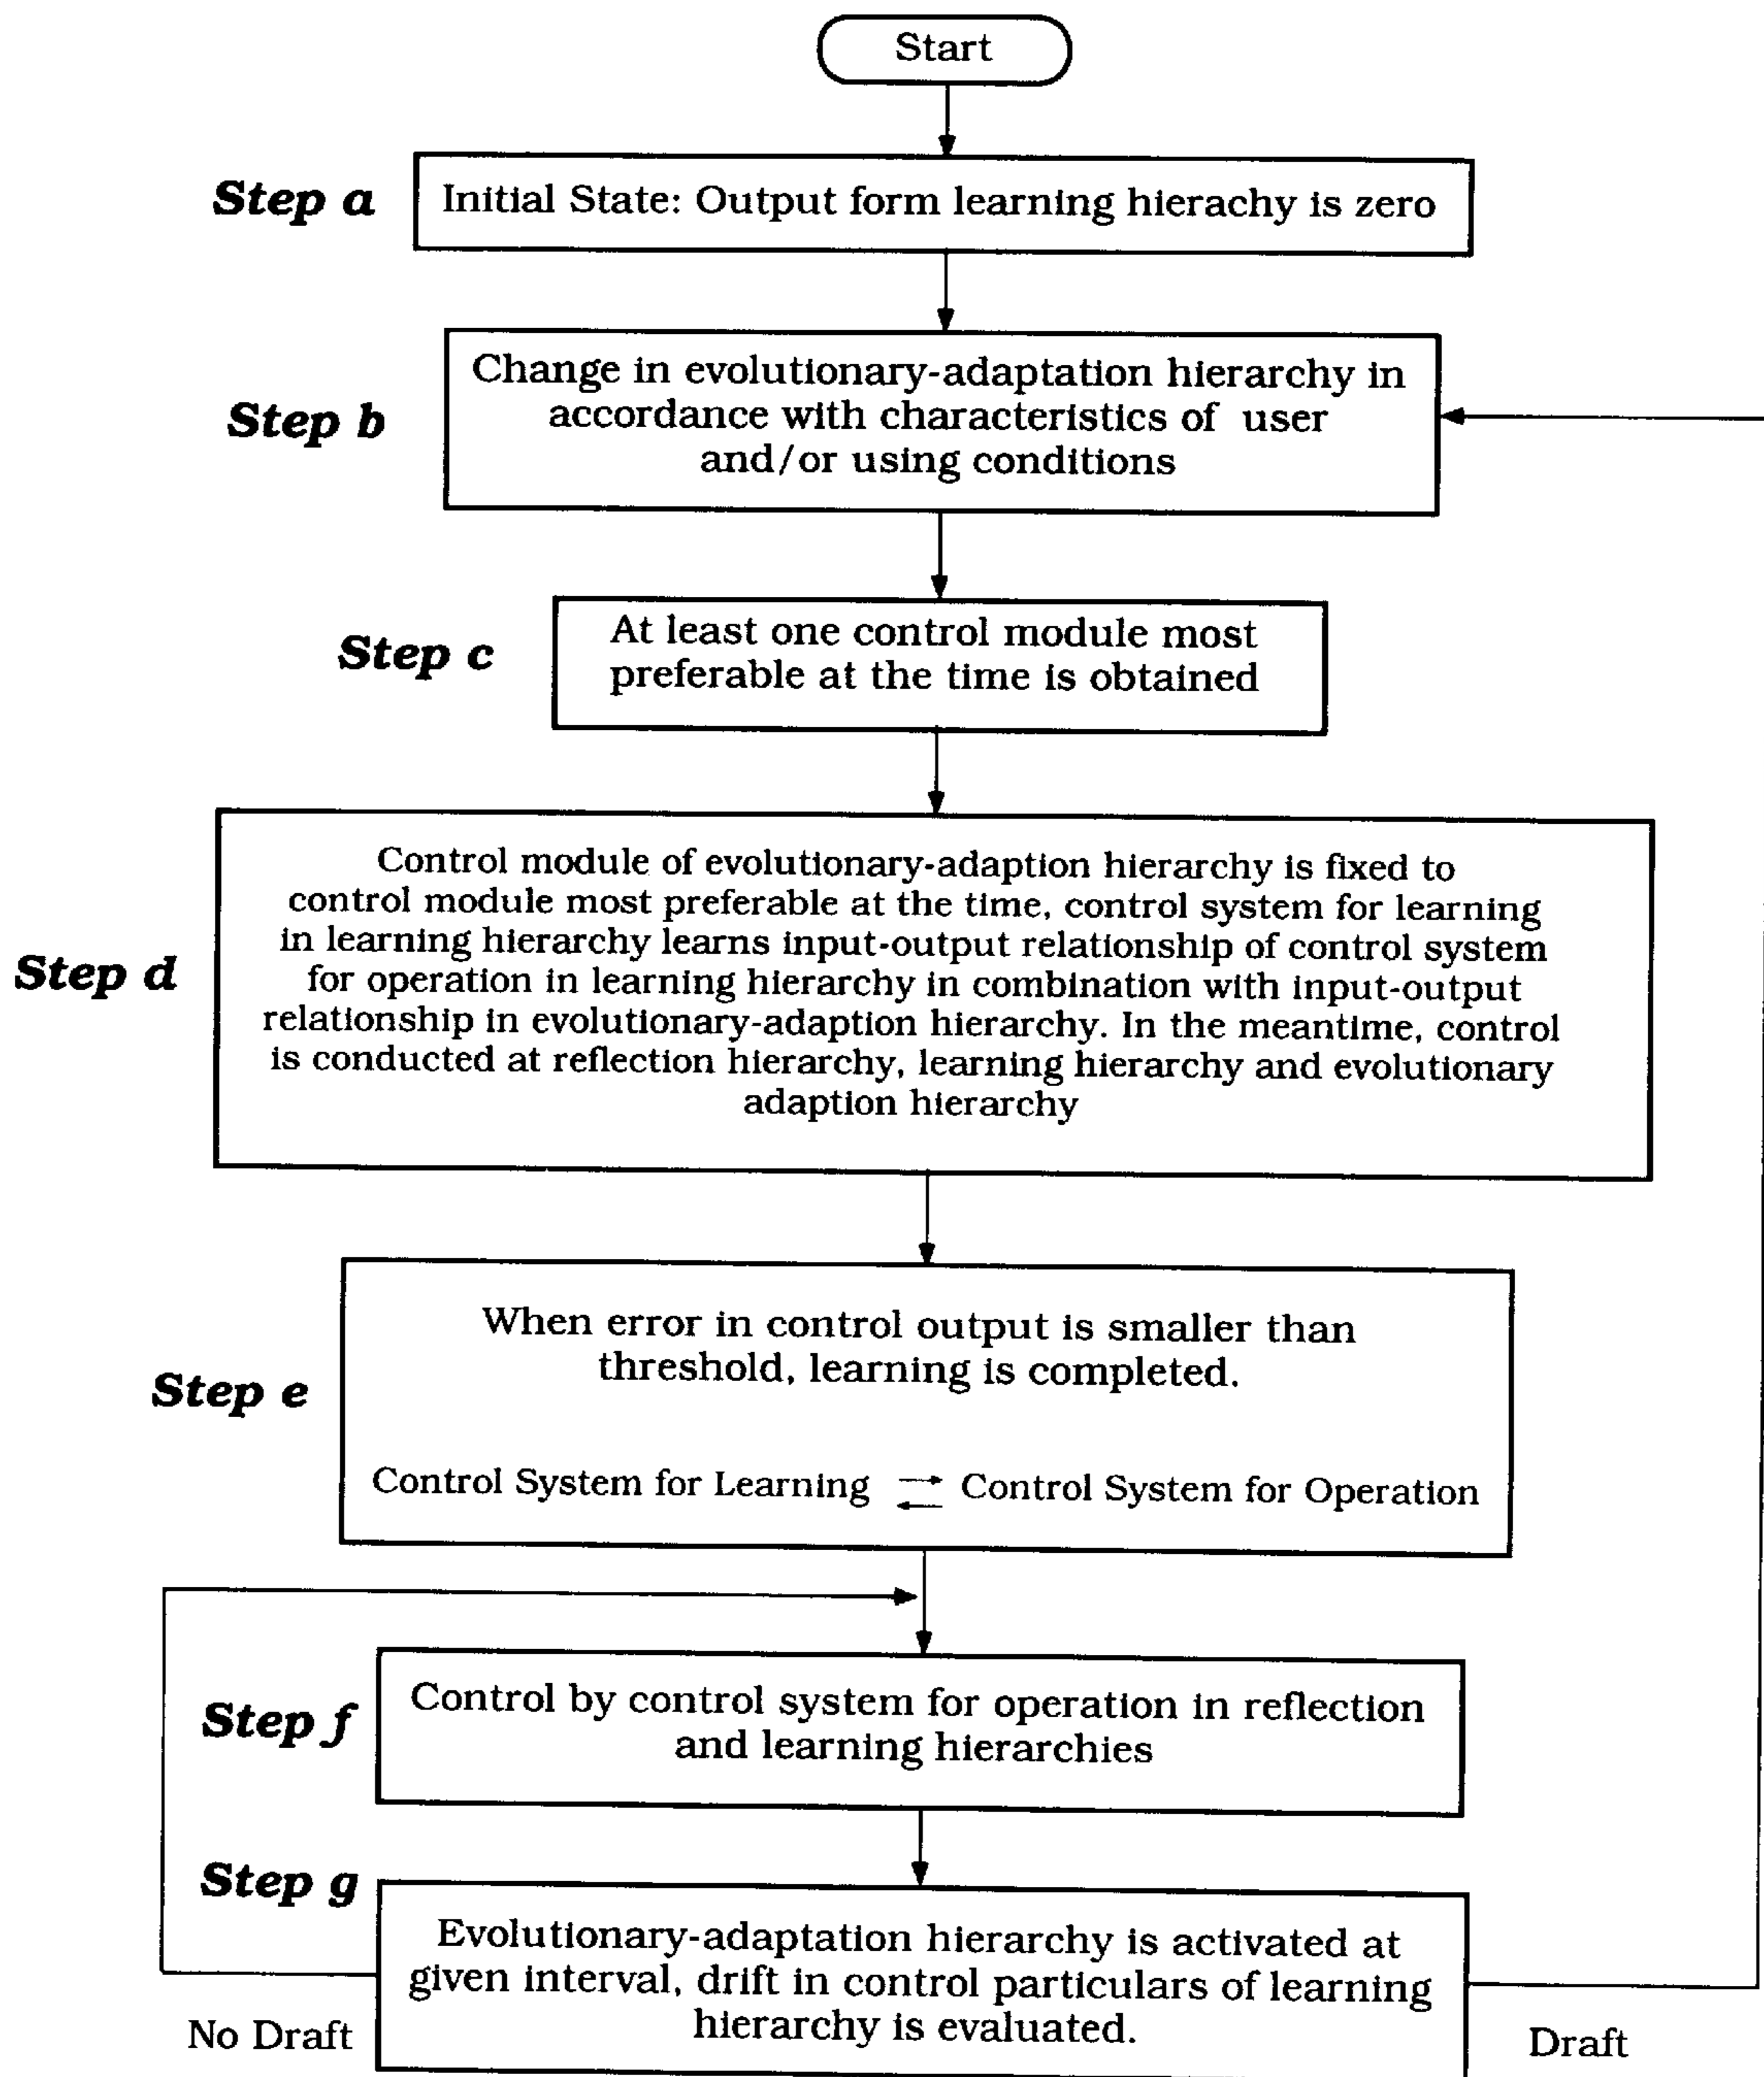 Start
Step a
Initial State: Output form learning hierachy is zero
Step b
Change in evolutionary-adaptation hierarchy in
accordance with characteristics of user
and/or using conditions
Step c
At least one control module most
preferable at the time is obtained
Step d
Control module of evolutionary-adaption hierarchy is fixed to
control module most preferable at the time, control system for learning
in learning hierarchy learns input-output relationship of control system
for operation in learning hierarchy in combination with input-output
relationship in evolutionary-adaption hierarchy. In the meantime, control
is conducted at reflection hierarchy, learning hierarchy and evolutionary
adaption hierarchy
Step e
When error in control output is smaller than
threshold, learning is completed.
Control System for Learning ⇄ Control System for Operation
Step f
Control by control system for operation in reflection
and learning hierarchies
Step g
Evolutionary-adaptation hierarchy is activated at
given interval, drift in control particulars of learning
hierarchy is evaluated.
No Draft
Draft